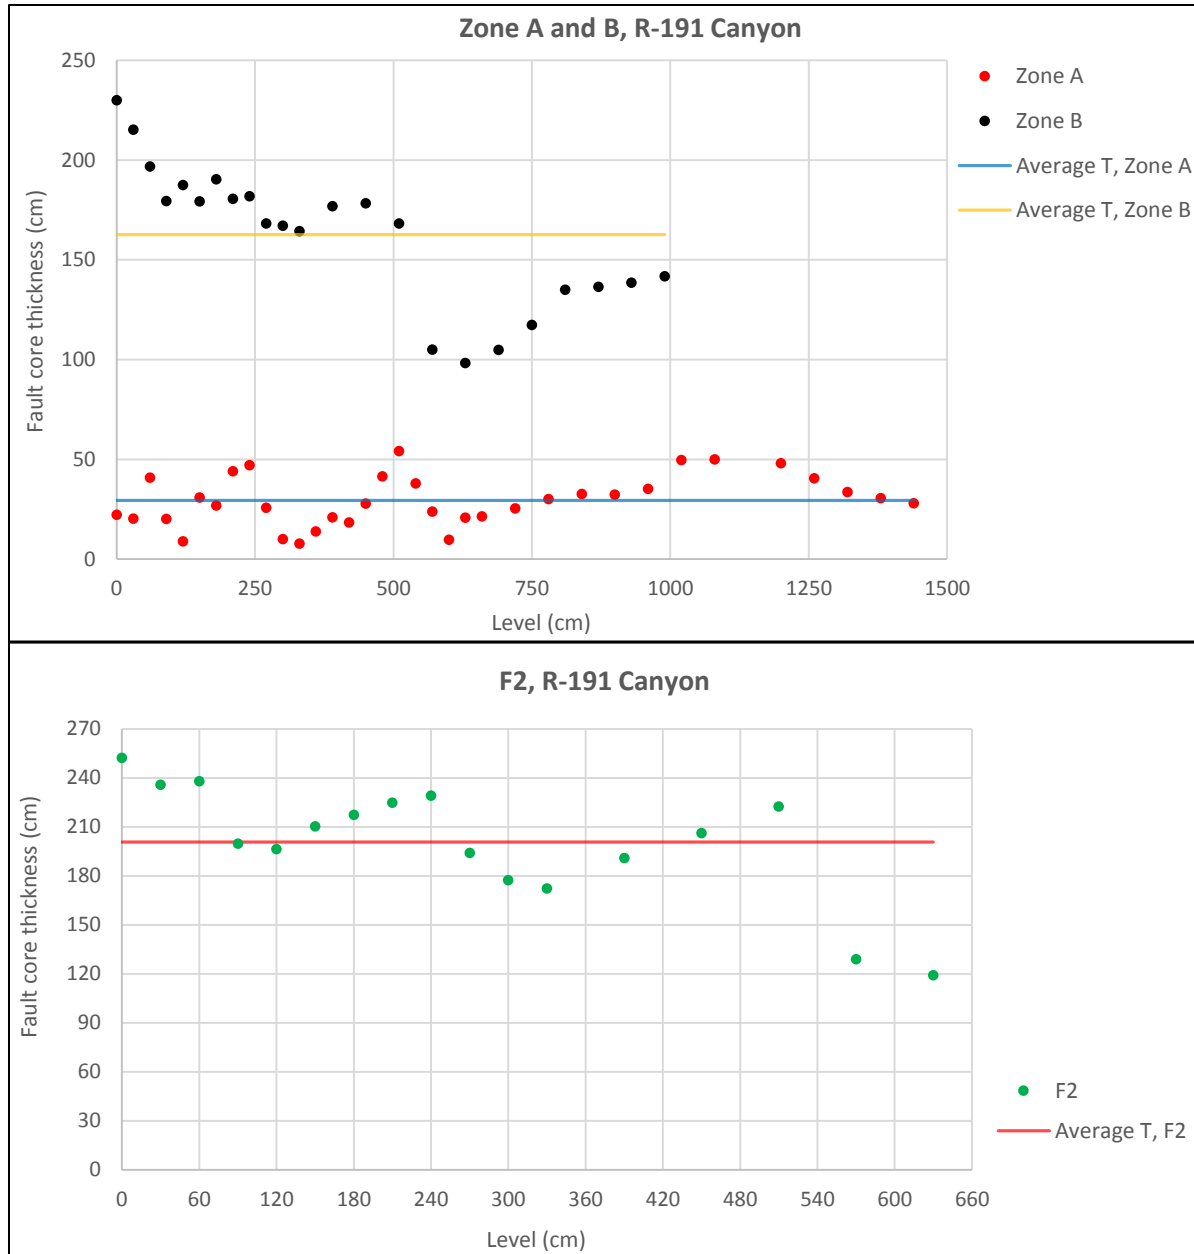 Zone A and B, R-191 Canyon
250
200
150
100
50
0
Fault core thickness (cm)
0 250 500 750 1000 1250 1500
Level (cm)
Zone A
Zone B
Average T, Zone A
Average T, Zone B
F2, R-191 Canyon
270
240
210
180
150
120
90
60
30
0
Fault core thickness (cm)
0 60 120 180 240 300 360 420 480 540 600 660
Level (cm)
F2
Average T, F2